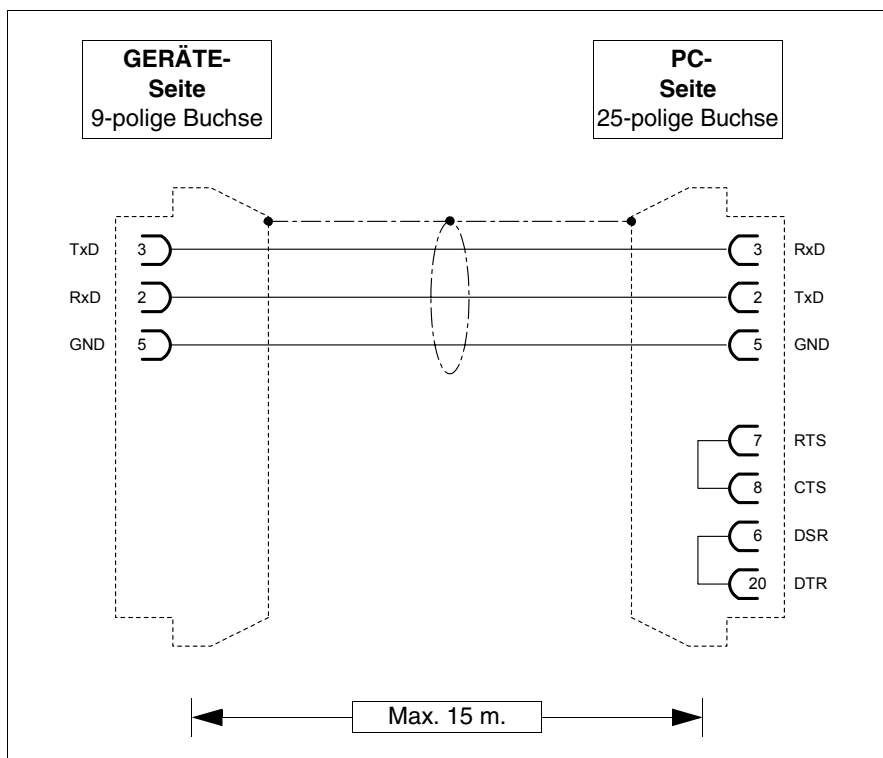 GERÄTE-
Seite
9-polige Buchse
PC-
Seite
25-polige Buchse
TxD 3
3 RxD
RxD 2
2 TxD
GND 5
5 GND
7 RTS
8 CTS
6 DSR
20 DTR
Max. 15 m.